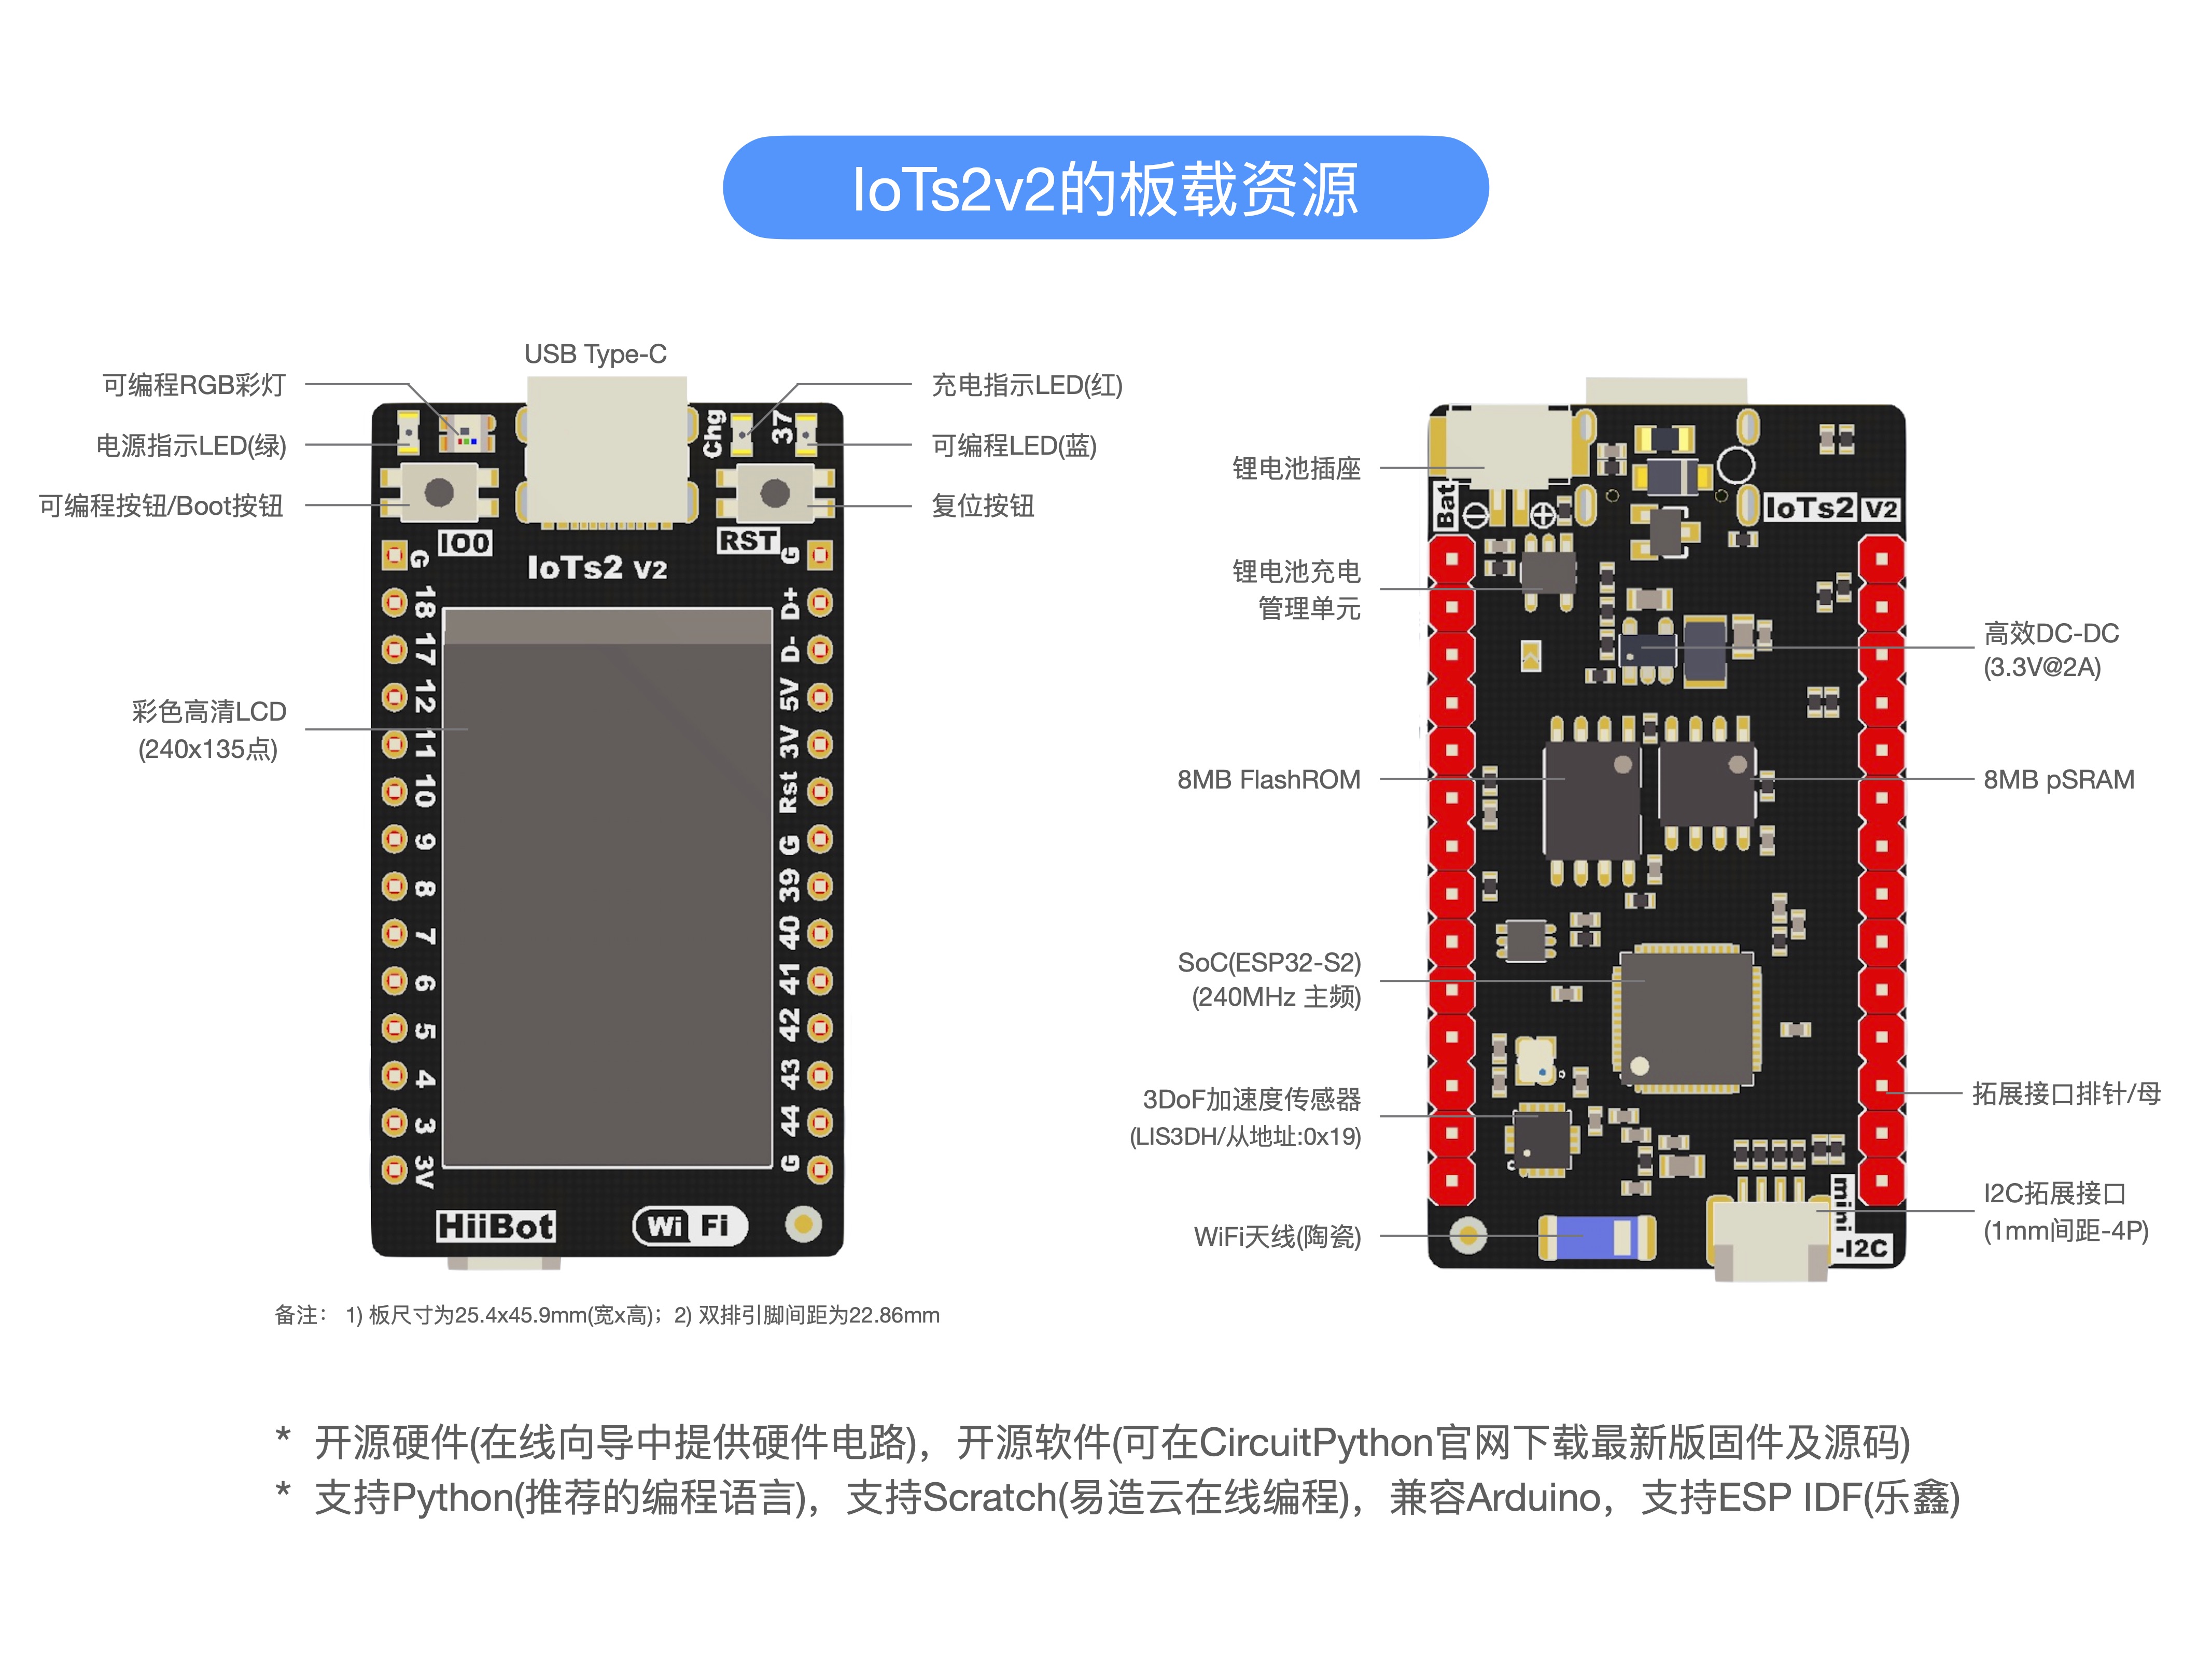 IoTs2v2的板载资源
USB Type-C
可编程RGB彩灯
电源指示LED(绿)
可编程按钮/Boot按钮
彩色高清LCD
(240x135点)
充电指示LED(红)
可编程LED(蓝)
复位按钮
Chg
37
IO0
RST
IoTs2 V2
G
18
17
12
11
10
9
8
7
6
5
4
3
3V
G
D+
D-
5V
3V
Rst
G
39
40
41
42
43
44
G
HiiBot
Wi Fi
锂电池插座
锂电池充电
管理单元
8MB FlashROM
SoC(ESP32-S2)
(240MHz 主频)
3DoF加速度传感器
(LIS3DH/从地址:0x19)
WiFi天线(陶瓷)
Bat
IoTs2 V2
mini
-I2C
高效DC-DC
(3.3V@2A)
8MB pSRAM
拓展接口排针/母
I2C拓展接口
(1mm间距-4P)
备注： 1) 板尺寸为25.4x45.9mm(宽x高)；2) 双排引脚间距为22.86mm
* 开源硬件(在线向导中提供硬件电路)，开源软件(可在CircuitPython官网下载最新版固件及源码)
* 支持Python(推荐的编程语言)，支持Scratch(易造云在线编程)，兼容Arduino，支持ESP IDF(乐鑫)